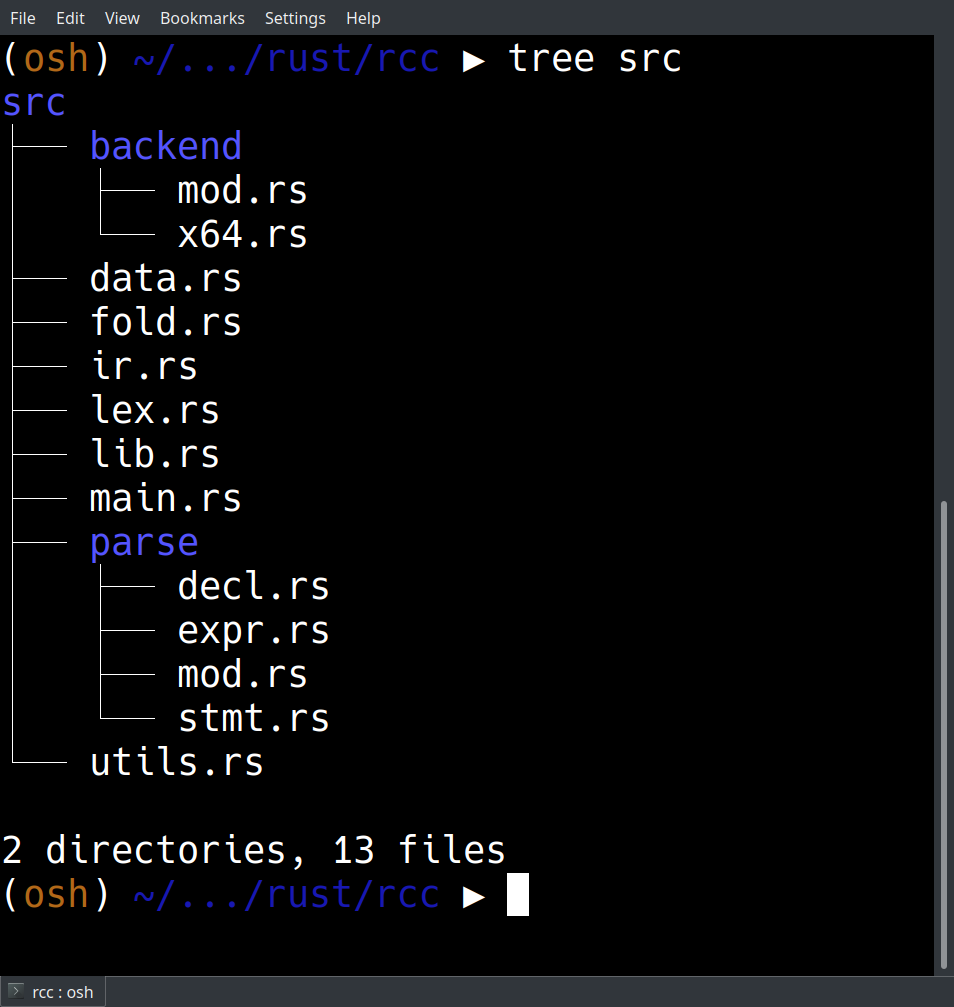 File Edit View Bookmarks Settings Help
(osh) ~/.../rust/rcc ▶ tree src
src
├── backend
│   ├── mod.rs
│   └── x64.rs
├── data.rs
├── fold.rs
├── ir.rs
├── lex.rs
├── lib.rs
├── main.rs
├── parse
│   ├── decl.rs
│   ├── expr.rs
│   ├── mod.rs
│   └── stmt.rs
└── utils.rs
2 directories, 13 files
(osh) ~/.../rust/rcc ▶
rcc : osh